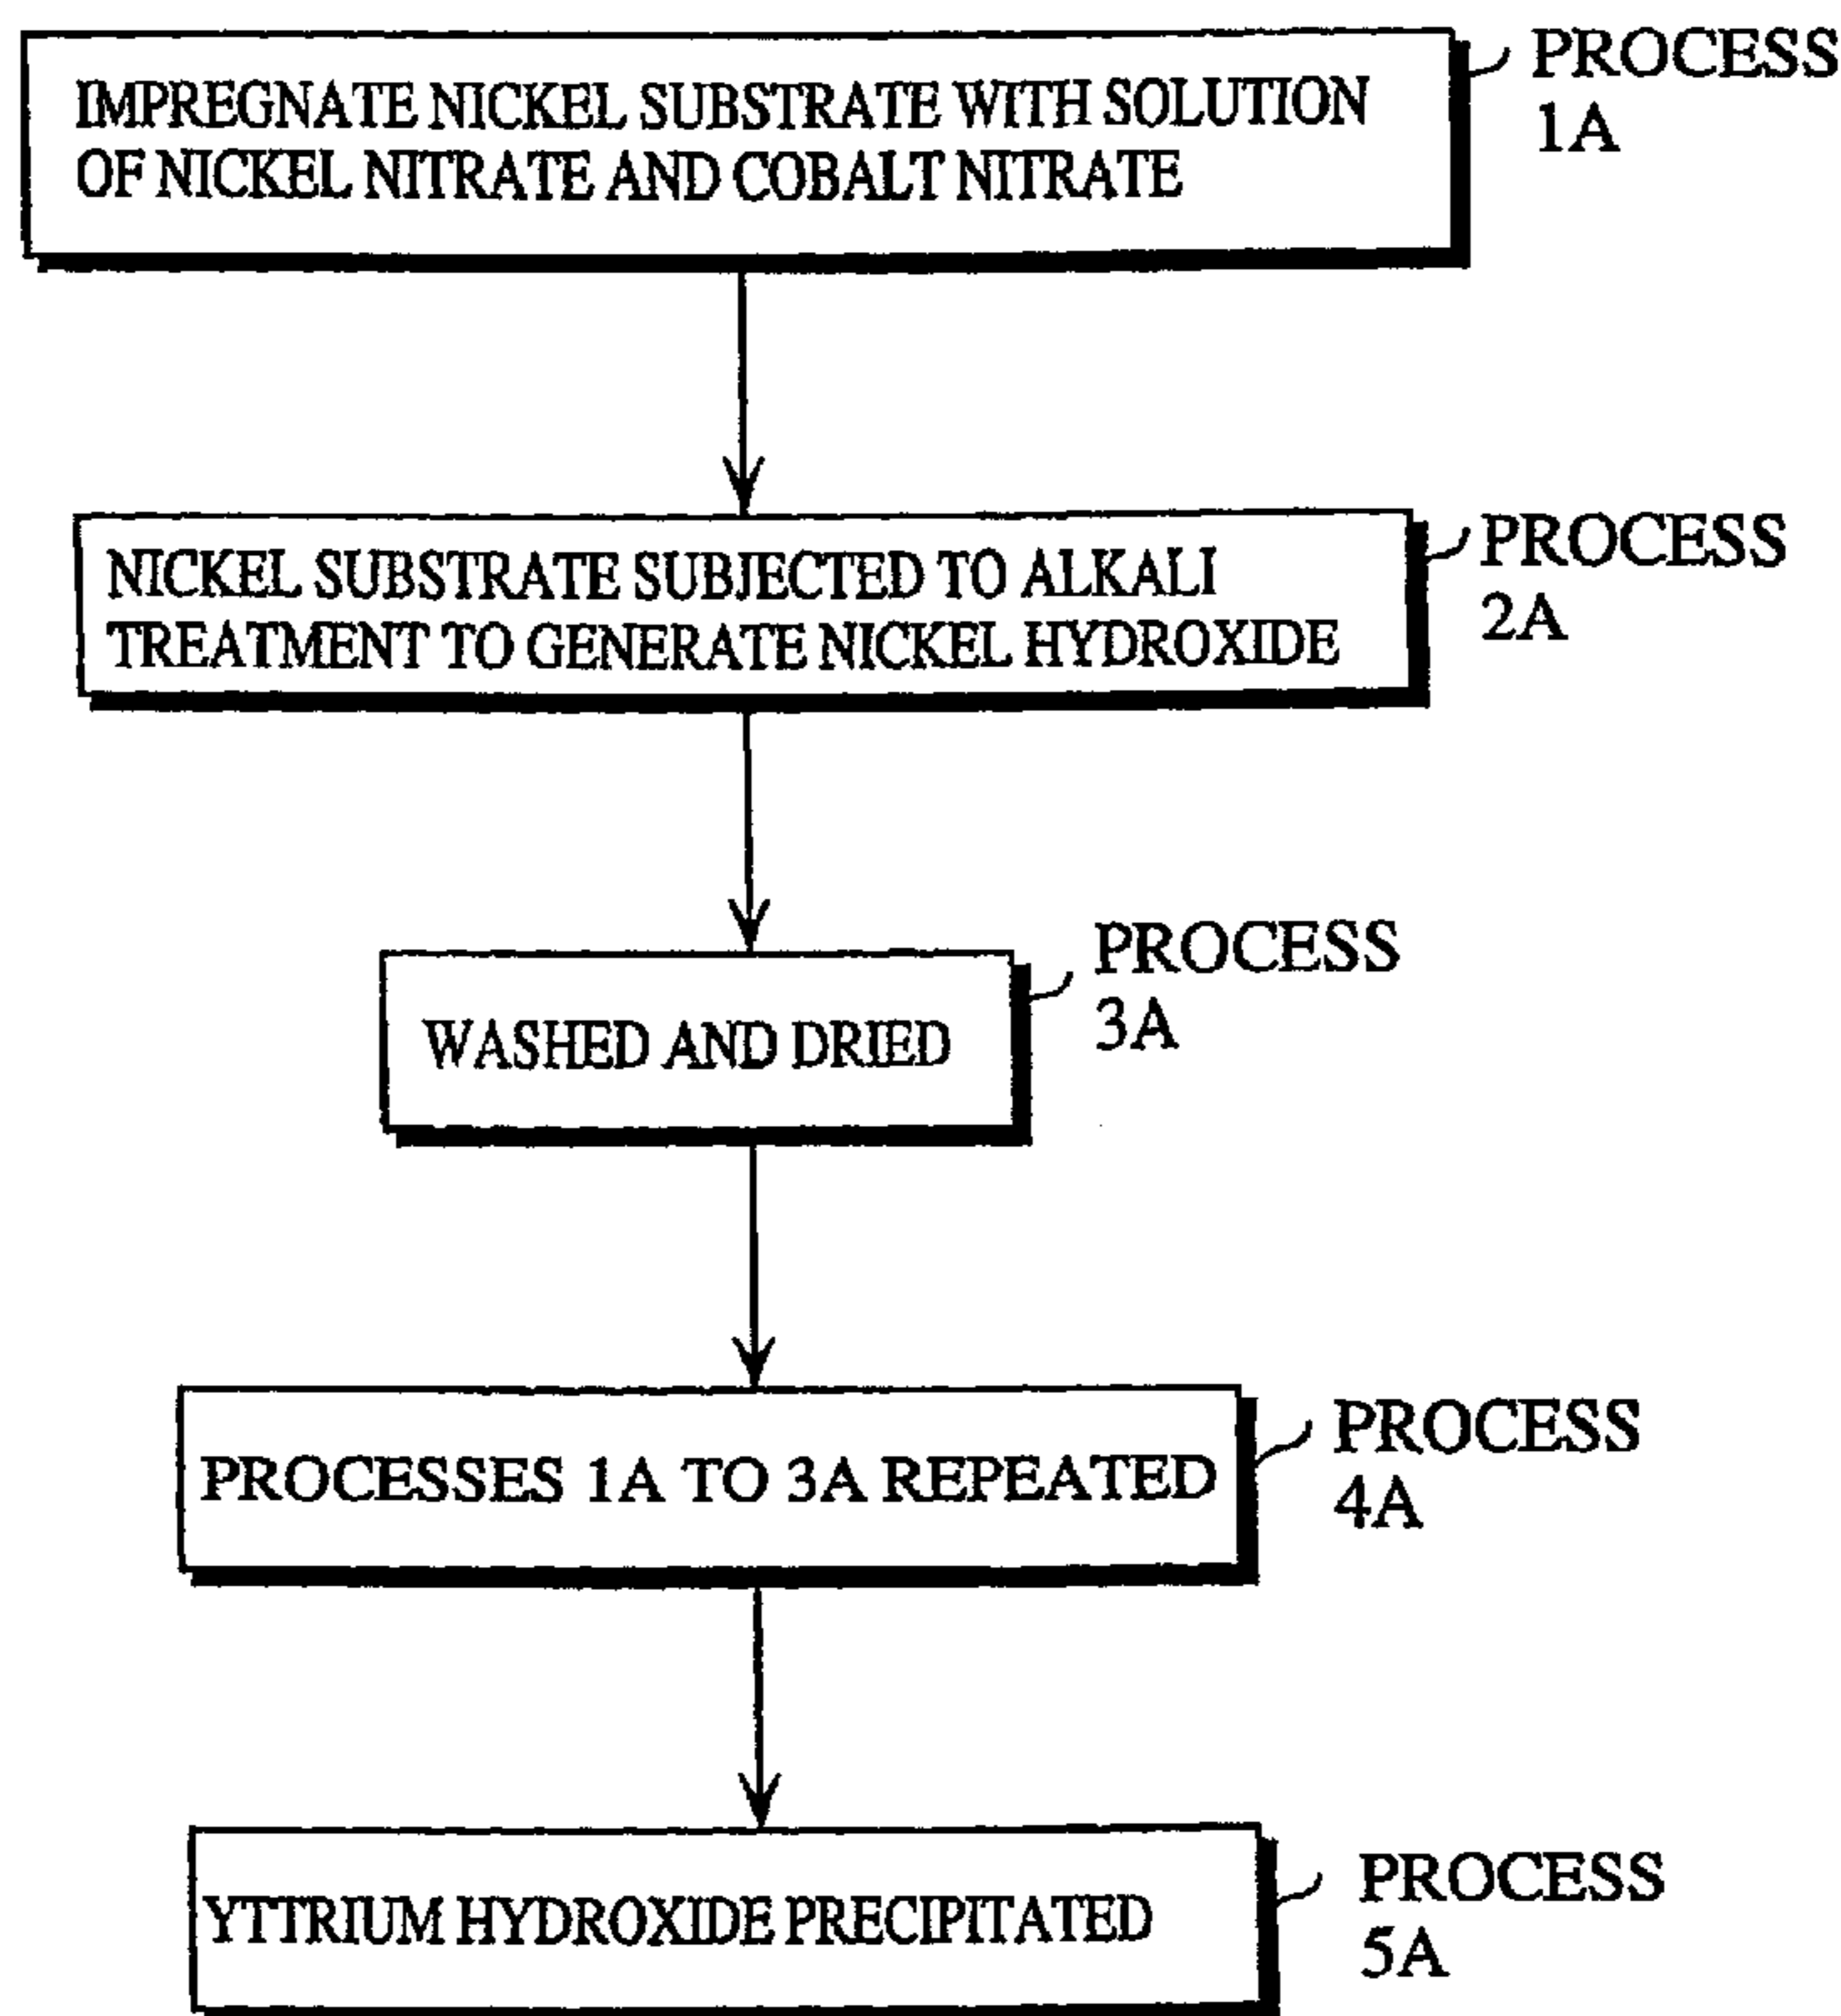 IMPREGNATE NICKEL SUBSTRATE WITH SOLUTION
OF NICKEL NITRATE AND COBALT NITRATE
PROCESS
1A
NICKEL SUBSTRATE SUBJECTED TO ALKALI
TREATMENT TO GENERATE NICKEL HYDROXIDE
PROCESS
2A
WASHED AND DRIED
PROCESS
3A
PROCESSES 1A TO 3A REPEATED
PROCESS
4A
YTTRIUM HYDROXIDE PRECIPITATED
PROCESS
5A